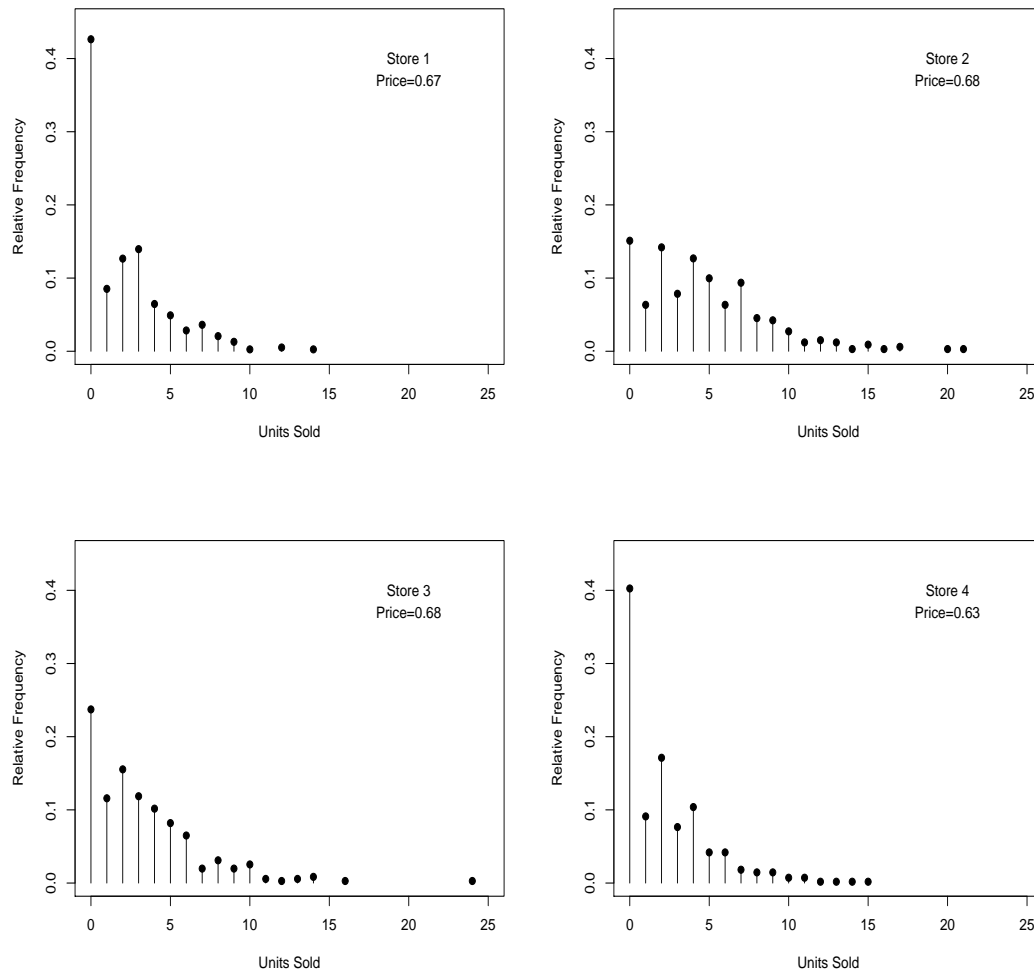 Store 1
Price=0.67
Relative Frequency
0.0 0.1 0.2 0.3 0.4
0 5 10 15 20 25
Units Sold
Store 2
Price=0.68
Relative Frequency
0.0 0.1 0.2 0.3 0.4
0 5 10 15 20 25
Units Sold
Store 3
Price=0.68
Relative Frequency
0.0 0.1 0.2 0.3 0.4
0 5 10 15 20 25
Units Sold
Store 4
Price=0.63
Relative Frequency
0.0 0.1 0.2 0.3 0.4
0 5 10 15 20 25
Units Sold